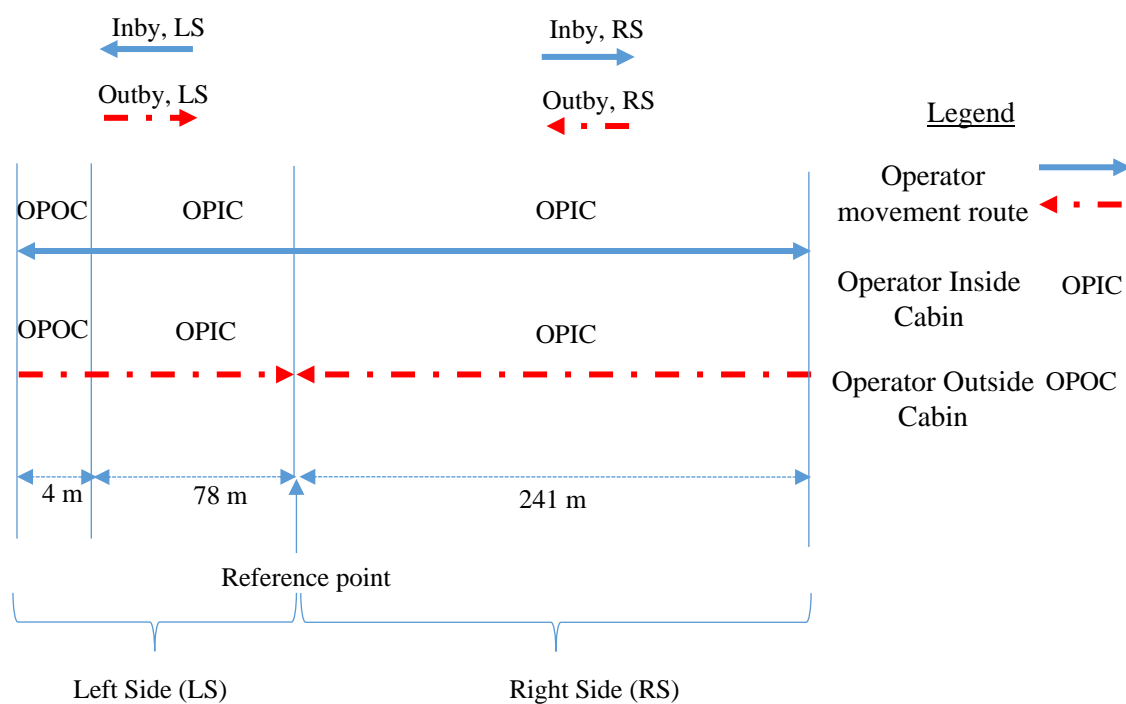 Inby, LS
Inby, RS
Outby, LS
Outby, RS
Legend
OPOC
OPIC
OPIC
Operator
movement route
Operator Inside
Cabin
OPIC
OPOC
OPIC
OPIC
Operator Outside
Cabin
OPOC
4 m
78 m
241 m
Reference point
Left Side (LS)
Right Side (RS)